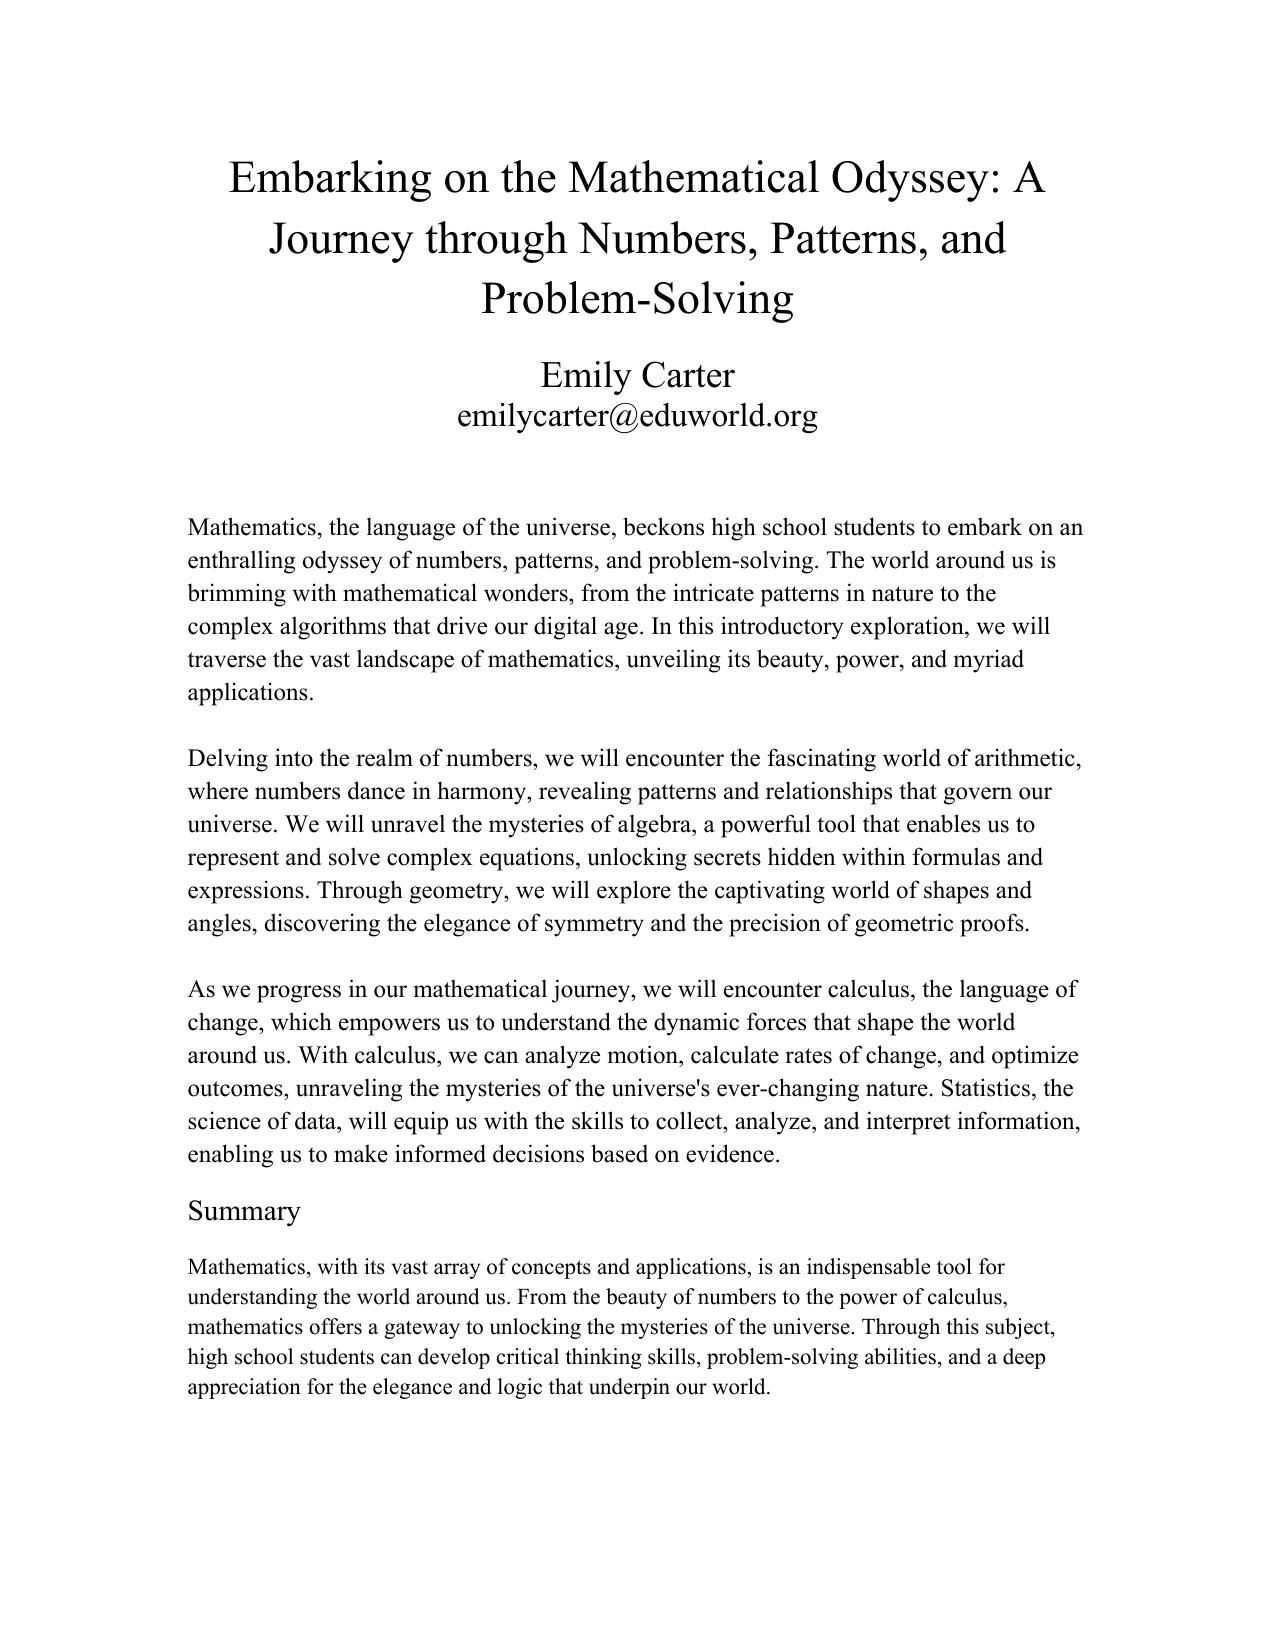 Embarking on the Mathematical Odyssey: A
Journey through Numbers, Patterns, and
Problem-Solving
Emily Carter
emilycarter@eduworld.org
Mathematics, the language of the universe, beckons high school students to embark on an
enthralling odyssey of numbers, patterns, and problem-solving. The world around us is
brimming with mathematical wonders, from the intricate patterns in nature to the
complex algorithms that drive our digital age. In this introductory exploration, we will
traverse the vast landscape of mathematics, unveiling its beauty, power, and myriad
applications.
Delving into the realm of numbers, we will encounter the fascinating world of arithmetic,
where numbers dance in harmony, revealing patterns and relationships that govern our
universe. We will unravel the mysteries of algebra, a powerful tool that enables us to
represent and solve complex equations, unlocking secrets hidden within formulas and
expressions. Through geometry, we will explore the captivating world of shapes and
angles, discovering the elegance of symmetry and the precision of geometric proofs.
As we progress in our mathematical journey, we will encounter calculus, the language of
change, which empowers us to understand the dynamic forces that shape the world
around us. With calculus, we can analyze motion, calculate rates of change, and optimize
outcomes, unraveling the mysteries of the universe's ever-changing nature. Statistics, the
science of data, will equip us with the skills to collect, analyze, and interpret information,
enabling us to make informed decisions based on evidence.
Summary
Mathematics, with its vast array of concepts and applications, is an indispensable tool for
understanding the world around us. From the beauty of numbers to the power of calculus,
mathematics offers a gateway to unlocking the mysteries of the universe. Through this subject,
high school students can develop critical thinking skills, problem-solving abilities, and a deep
appreciation for the elegance and logic that underpin our world.